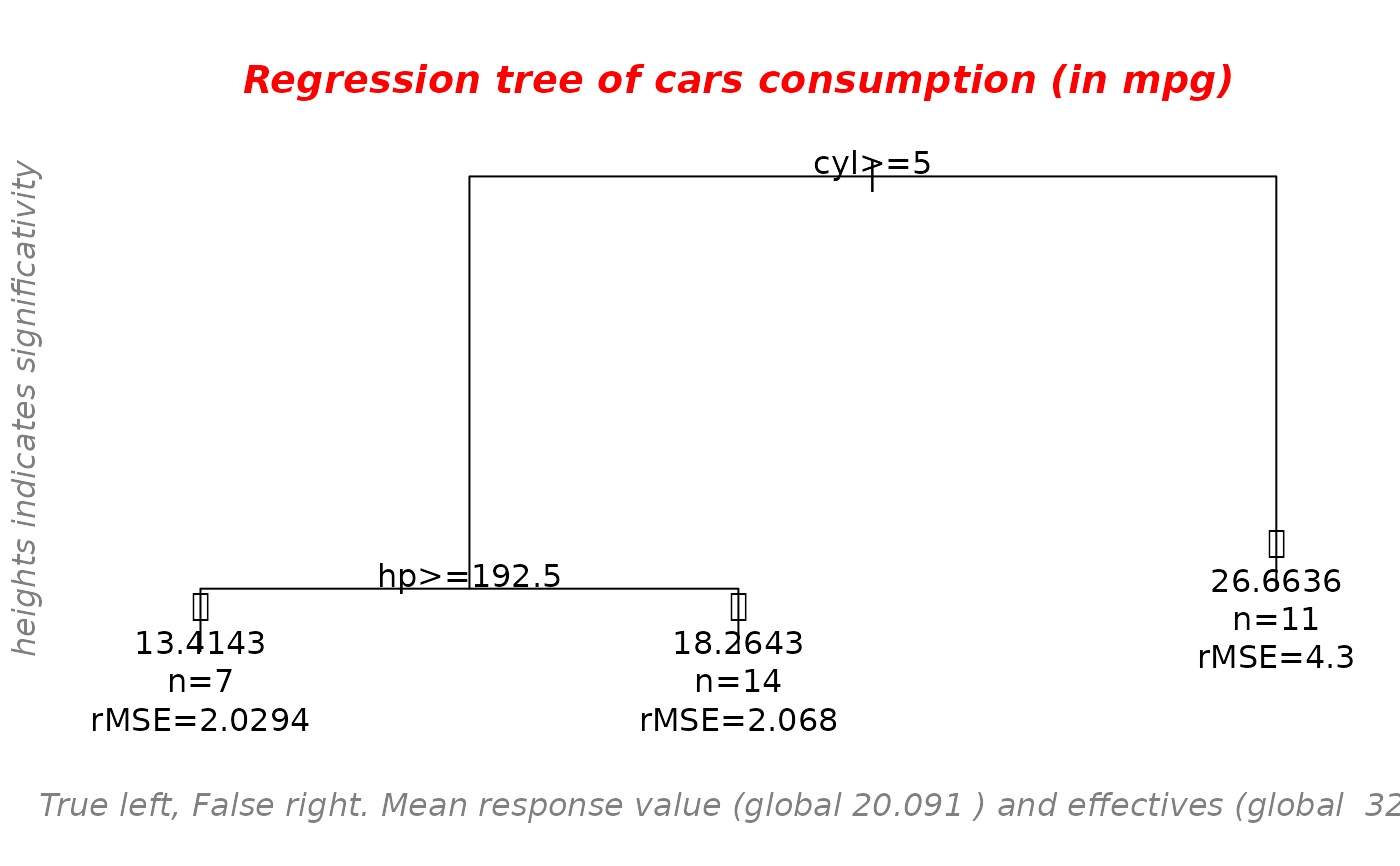 Regression tree of cars consumption (in mpg)
heights indicates significativity
cyl>=5
hp>=192.5
13.4143
n=7
rMSE=2.0294
18.2643
n=14
rMSE=2.068
26.6636
n=11
rMSE=4.3
True left, False right. Mean response value (global 20.091 ) and effectives (global  32